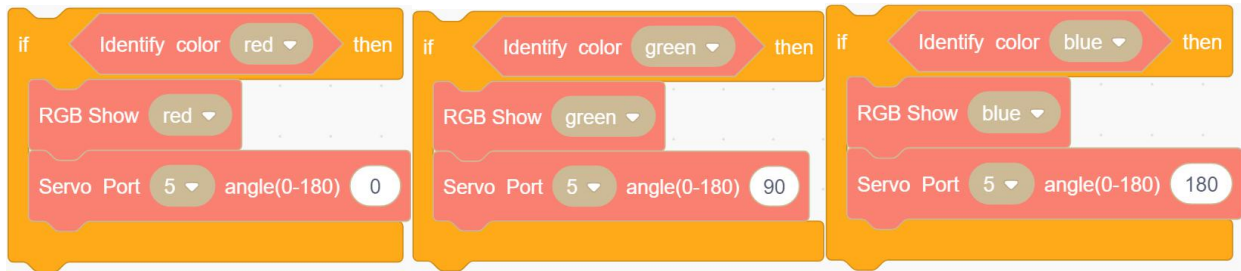 if Identify color red then
RGB Show red
Servo Port 5 angle(0-180) 0
if Identify color green then
RGB Show green
Servo Port 5 angle(0-180) 90
if Identify color blue then
RGB Show blue
Servo Port 5 angle(0-180) 180